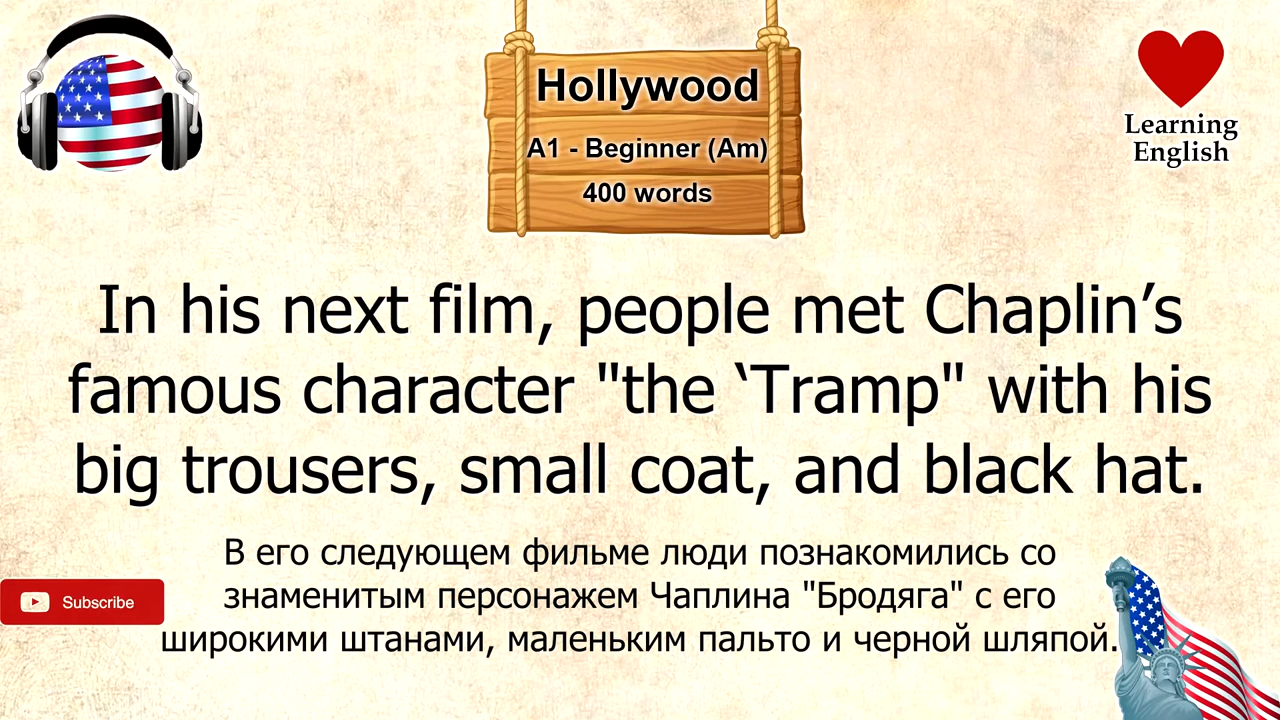 Hollywood
A1 - Beginner (Am)
400 words
Learning
English
In his next film, people met Chaplin’s
famous character "the ‘Tramp" with his
big trousers, small coat, and black hat.
В его следующем фильме люди познакомились со
знаменитым персонажем Чаплина "Бродяга" с его
широкими штанами, маленьким пальто и черной шляпой.
Subscribe